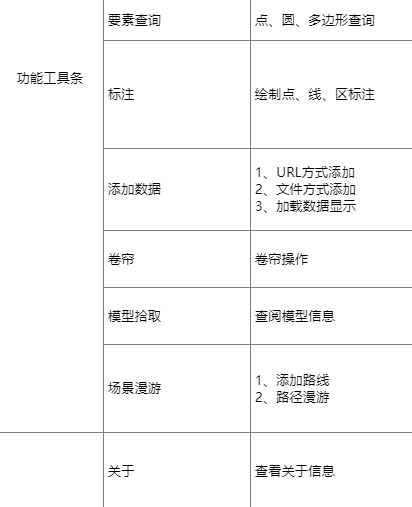 要素查询
点、圆、多边形查询
功能工具条
标注
绘制点、线、区标注
添加数据
1、URL方式添加
2、文件方式添加
3、加载数据显示
卷帘
卷帘操作
模型拾取
查阅模型信息
场景漫游
1、添加路线
2、路径漫游
关于
查看关于信息